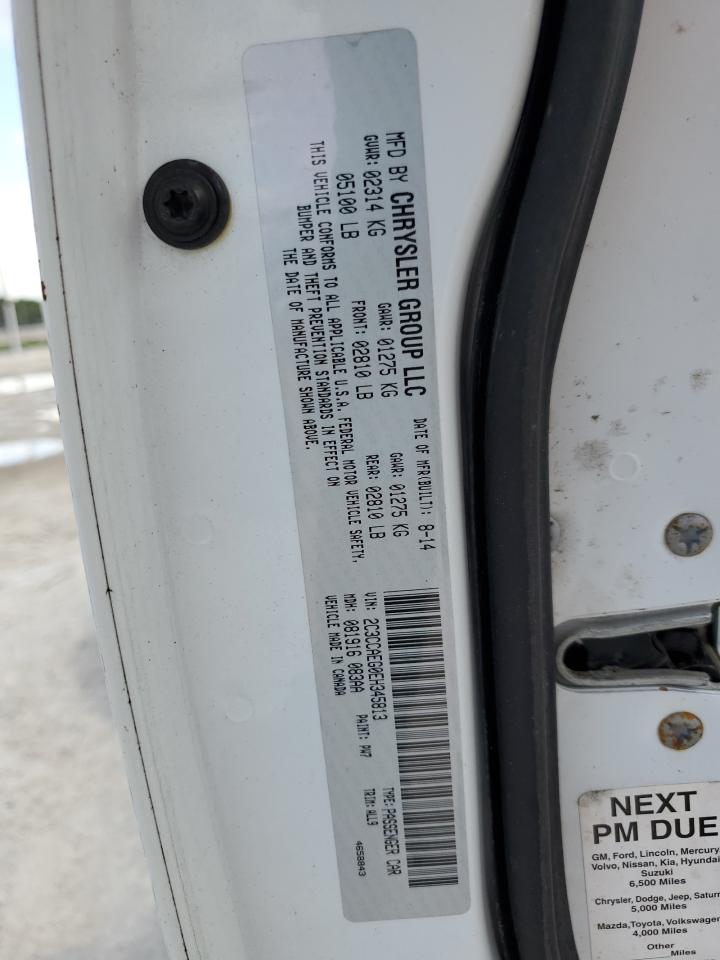 MFD BY CHRYSLER GROUP LLC
DATE OF MFR(BUILT): 8-14
GVWR: 02314 KG
GAWR: 01275 KG
GAWR: 01275 KG
05100 LB
FRONT: 02810 LB
REAR: 02810 LB
THIS VEHICLE CONFORMS TO ALL APPLICABLE U.S.A. FEDERAL MOTOR VEHICLE SAFETY,
BUMPER AND THEFT PREVENTION STANDARDS IN EFFECT ON
THE DATE OF MANUFACTURE SHOWN ABOVE.
VIN: 2C3CCAEG0EH345813
TYPE: PASSENGER CAR
MDH: 081916 083AA
PAINT: PW7
TRIM: ALL9
VEHICLE MADE IN CANADA
4658843
NEXT
PM DUE
GM, Ford, Lincoln, Mercury,
Volvo, Nissan, Kia, Hyundai
Suzuki
6,500 Miles
Chrysler, Dodge, Jeep, Saturn
5,000 Miles
Mazda,Toyota, Volkswagen
4,000 Miles
Other
Miles